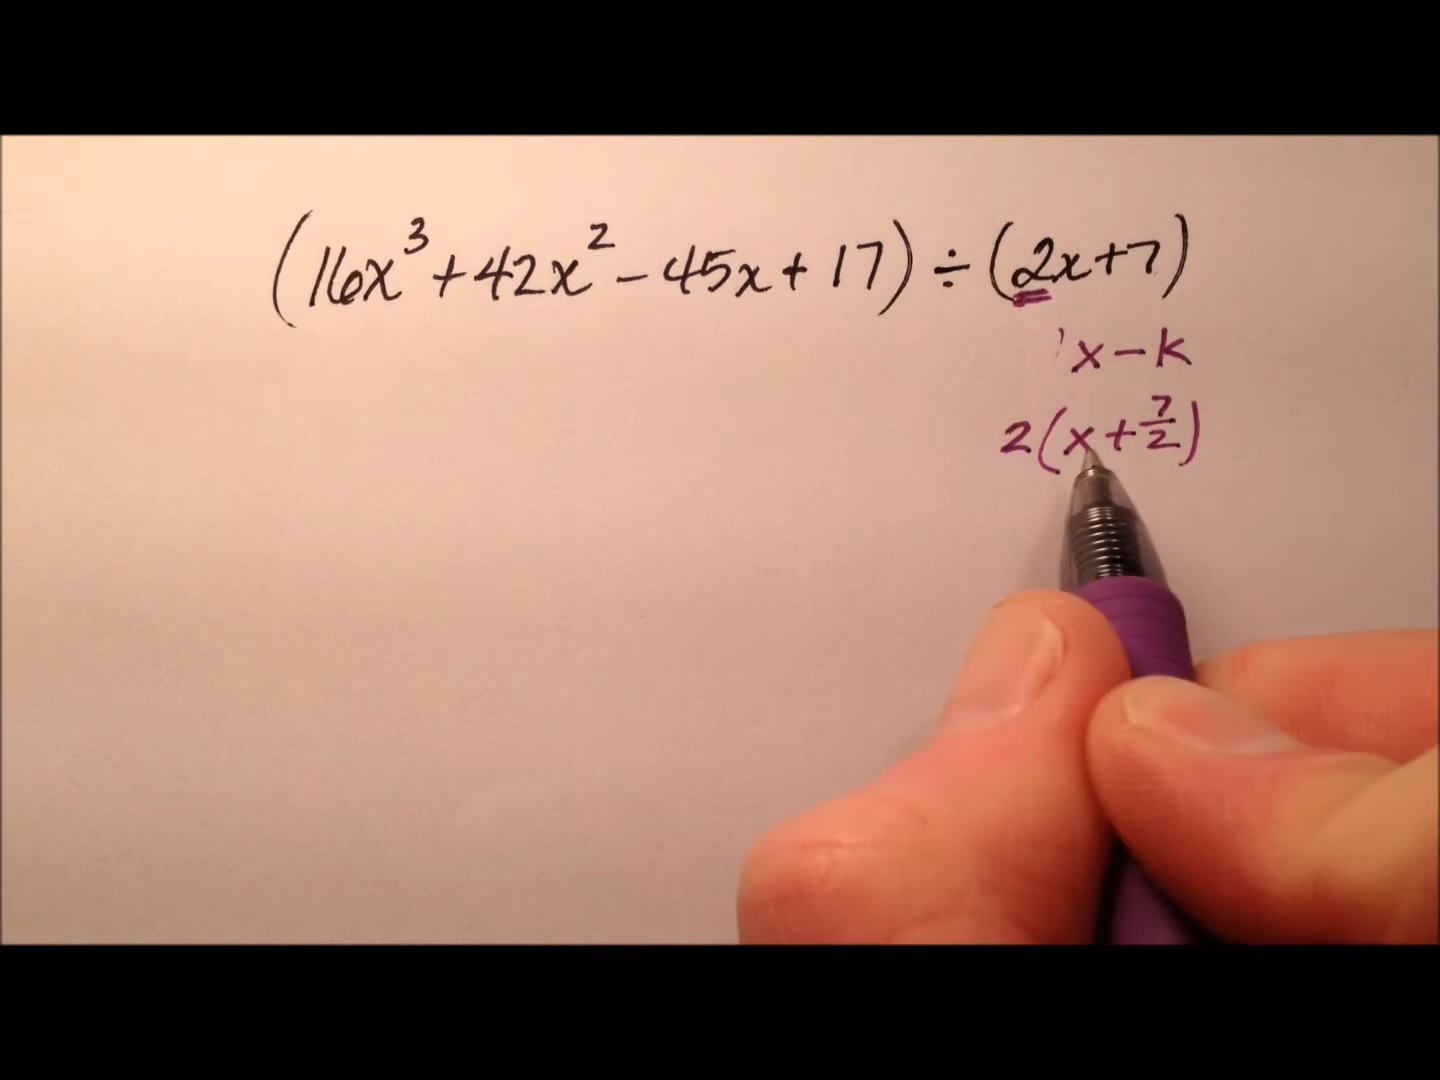 (16x³ + 42x² - 45x + 17) ÷ (2x + 7)
x - k
2(x + 7/2)